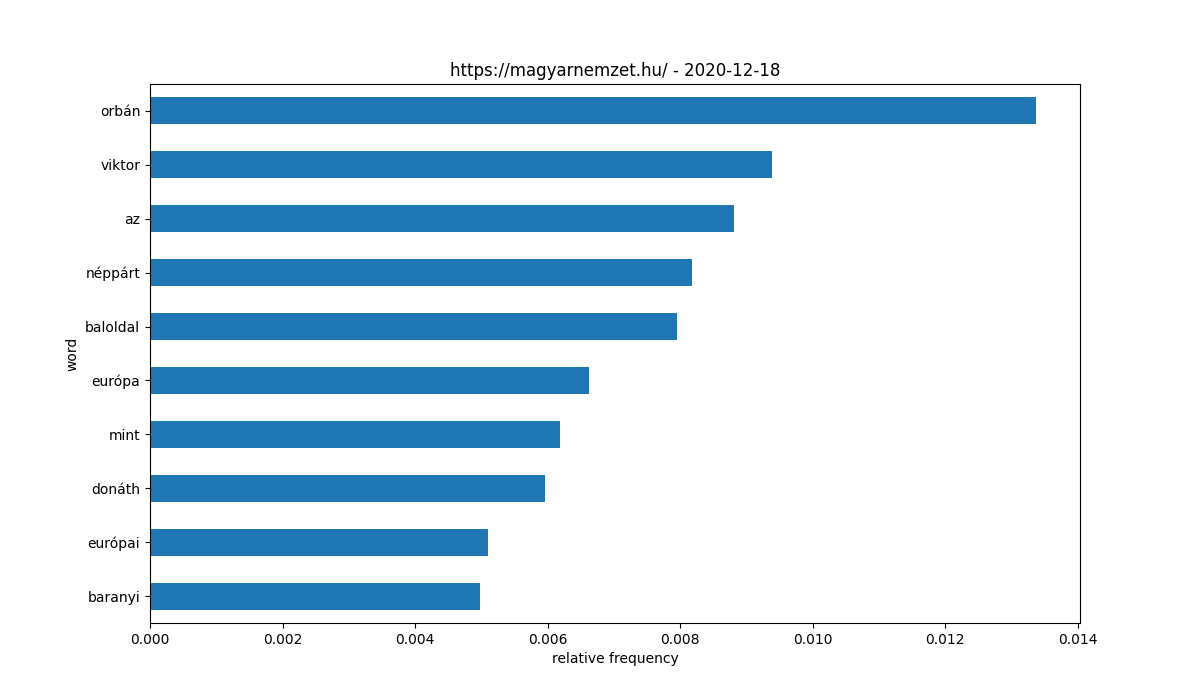 https://magyarnemzet.hu/ - 2020-12-18
orbán
viktor
az
néppárt
baloldal
európa
mint
donáth
európai
baranyi
word
0.000 0.002 0.004 0.006 0.008 0.010 0.012 0.014
relative frequency